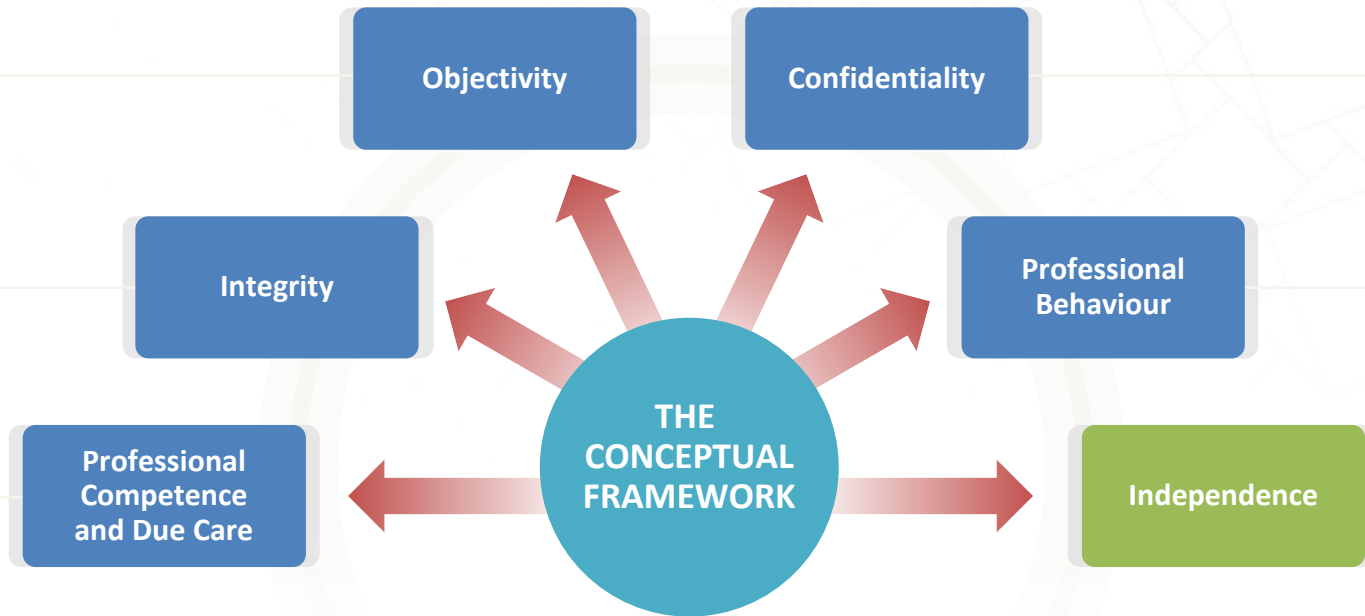 Objectivity
Confidentiality
Integrity
Professional
Behaviour
THE
CONCEPTUAL
FRAMEWORK
Professional
Competence
and Due Care
Independence